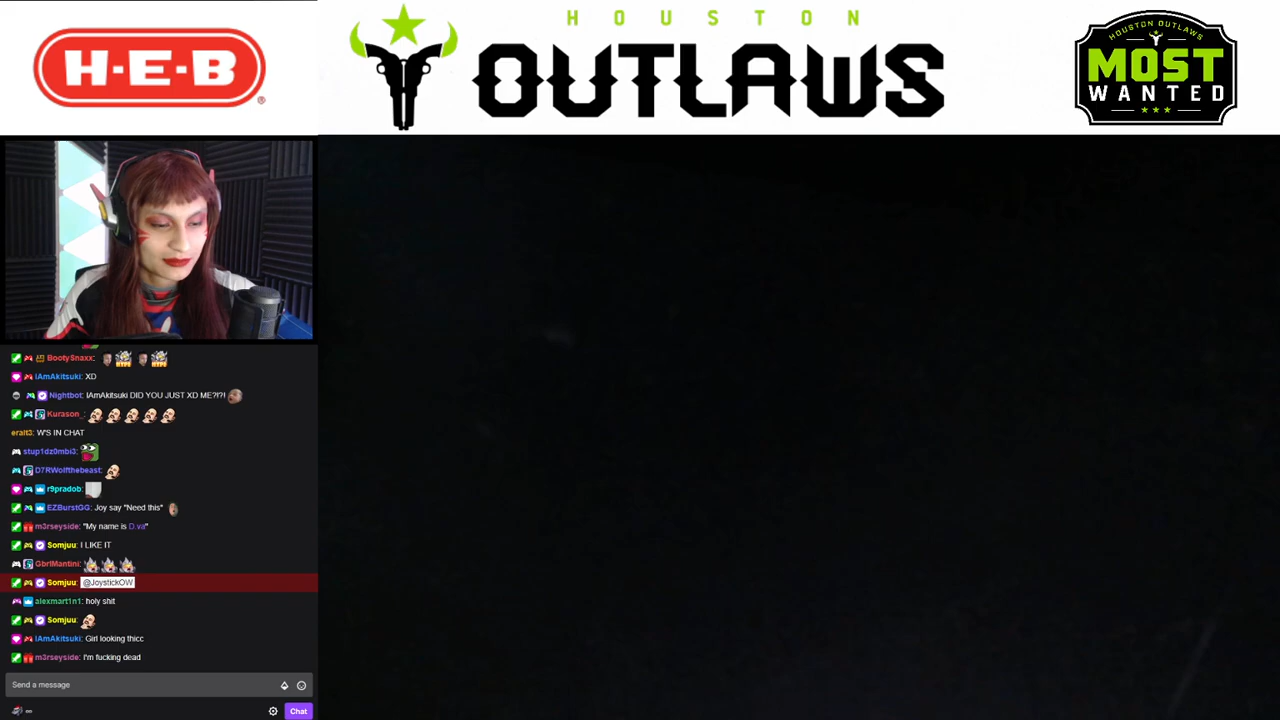 H-E-B
HOUSTON
OUTLAWS
HOUSTON OUTLAWS
MOST
WANTED
BootySnaxx:
IAmAkitsuki: XD
Nightbot: IAmAkitsuki DID YOU JUST XD ME?!?!
Kurason_:
eralt3: W'S IN CHAT
stup1dz0mbi3:
D7RWolfthebeast:
r9pradob:
EZBurstGG: Joy say "Need this"
m3rseyside: "My name is D.va"
Somjuu: I LIKE IT
GbrlMantini:
Somjuu: @JoystickOW
alexmart1n1: holy shit
Somjuu:
IAmAkitsuki: Girl looking thicc
m3rseyside: I'm fucking dead
Send a message
Chat